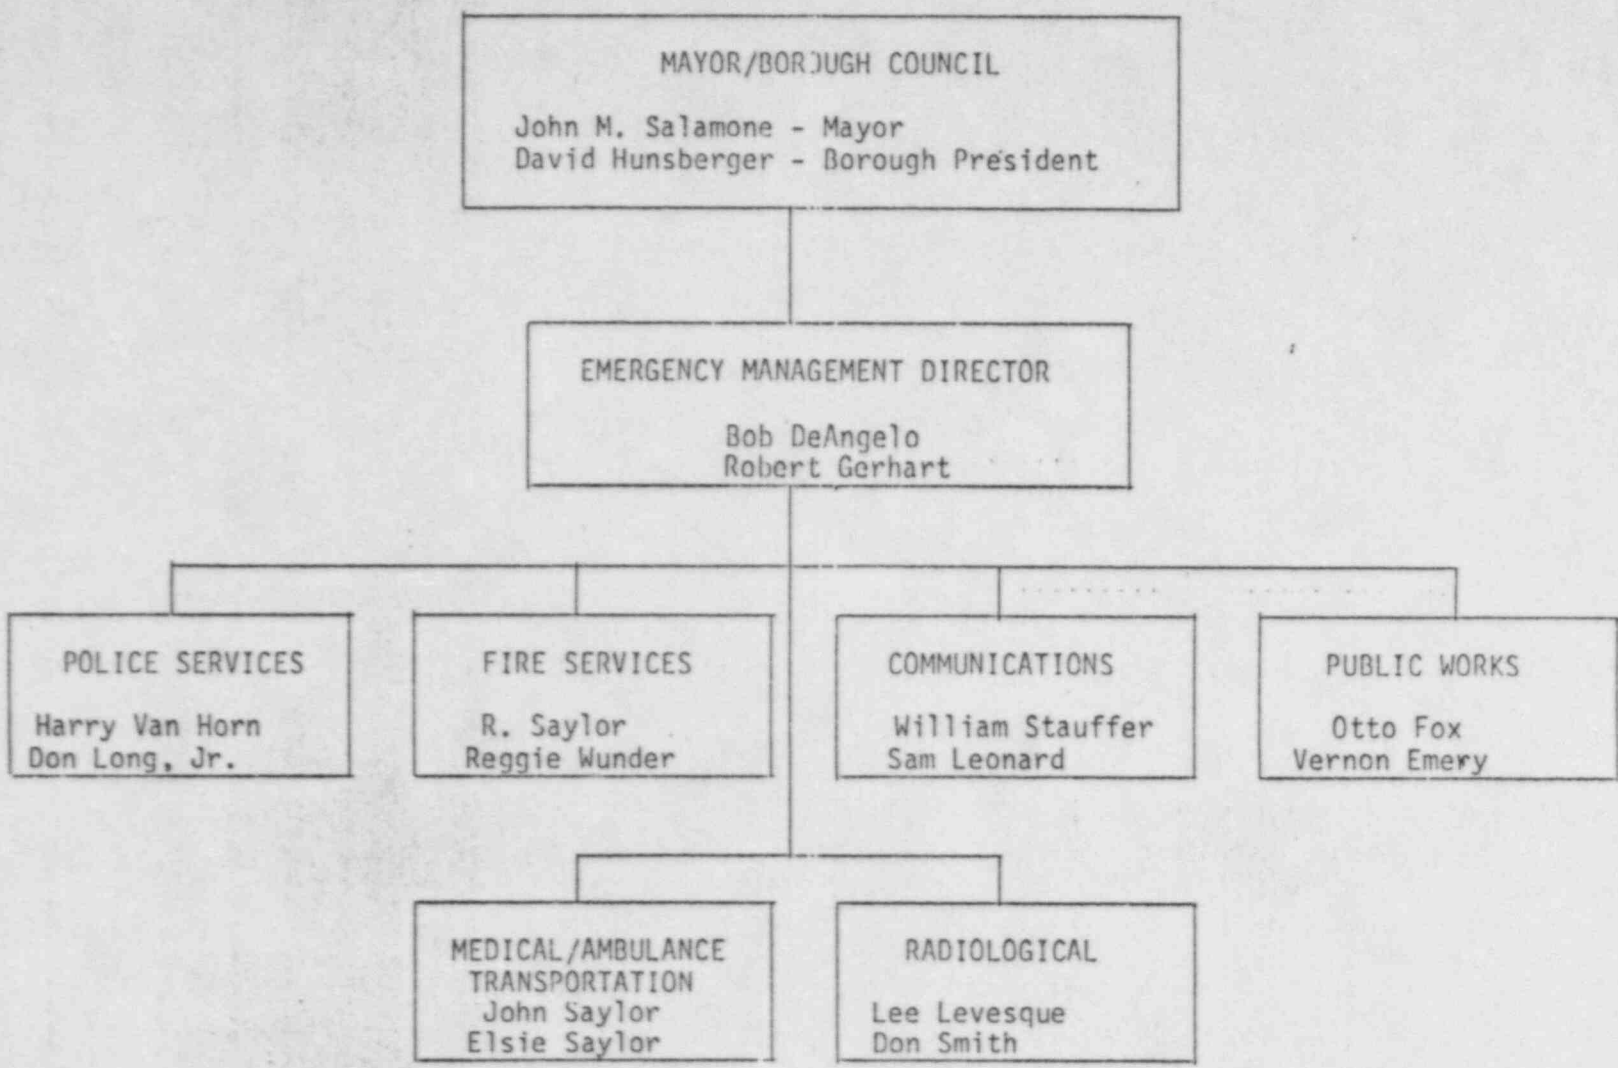 MAYOR/BOROUGH COUNCIL
John M. Salamone - Mayor
David Hunsberger - Borough President
EMERGENCY MANAGEMENT DIRECTOR
Bob DeAngelo
Robert Gerhart
POLICE SERVICES
Harry Van Horn
Don Long, Jr.
FIRE SERVICES
R. Saylor
Reggie Wunder
COMMUNICATIONS
William Stauffer
Sam Leonard
PUBLIC WORKS
Otto Fox
Vernon Emery
MEDICAL/AMBULANCE
TRANSPORTATION
John Saylor
Elsie Saylor
RADIOLOGICAL
Lee Levesque
Don Smith